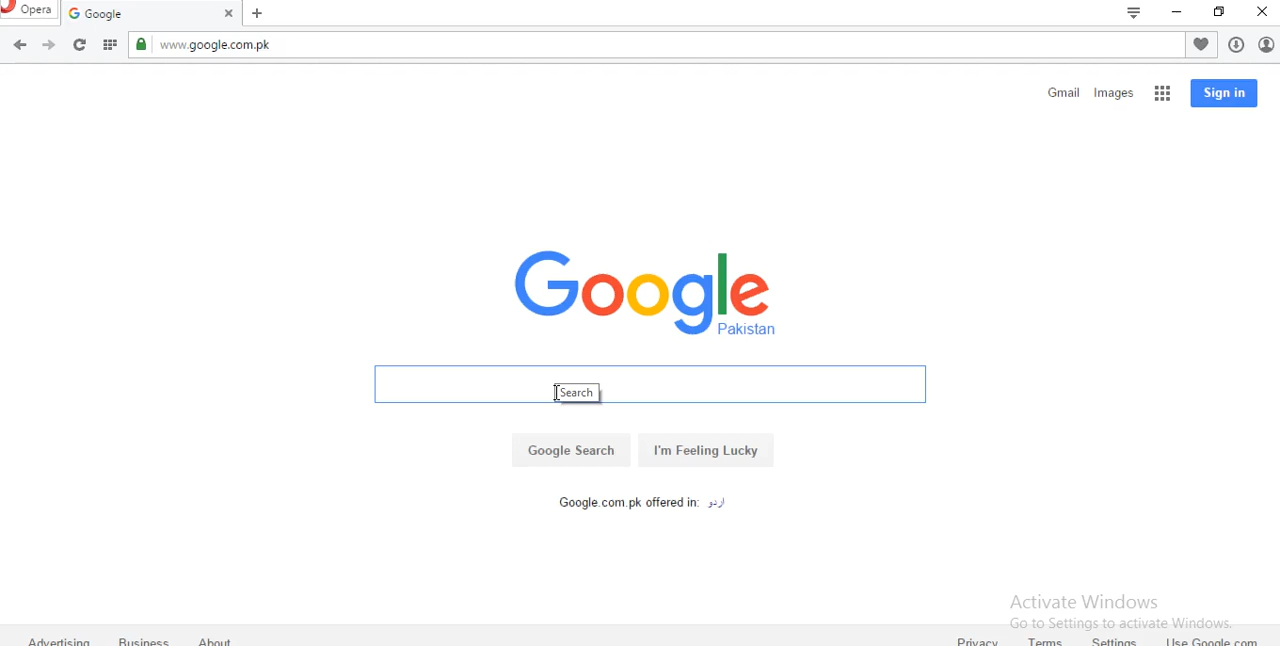 Opera
Google
www.google.com.pk
Gmail Images Sign in
Google
Pakistan
Search
Google Search I'm Feeling Lucky
Google.com.pk offered in: اردو
Activate Windows
Go to Settings to activate Windows.
Advertising Business About Privacy Terms Settings Use Google.com